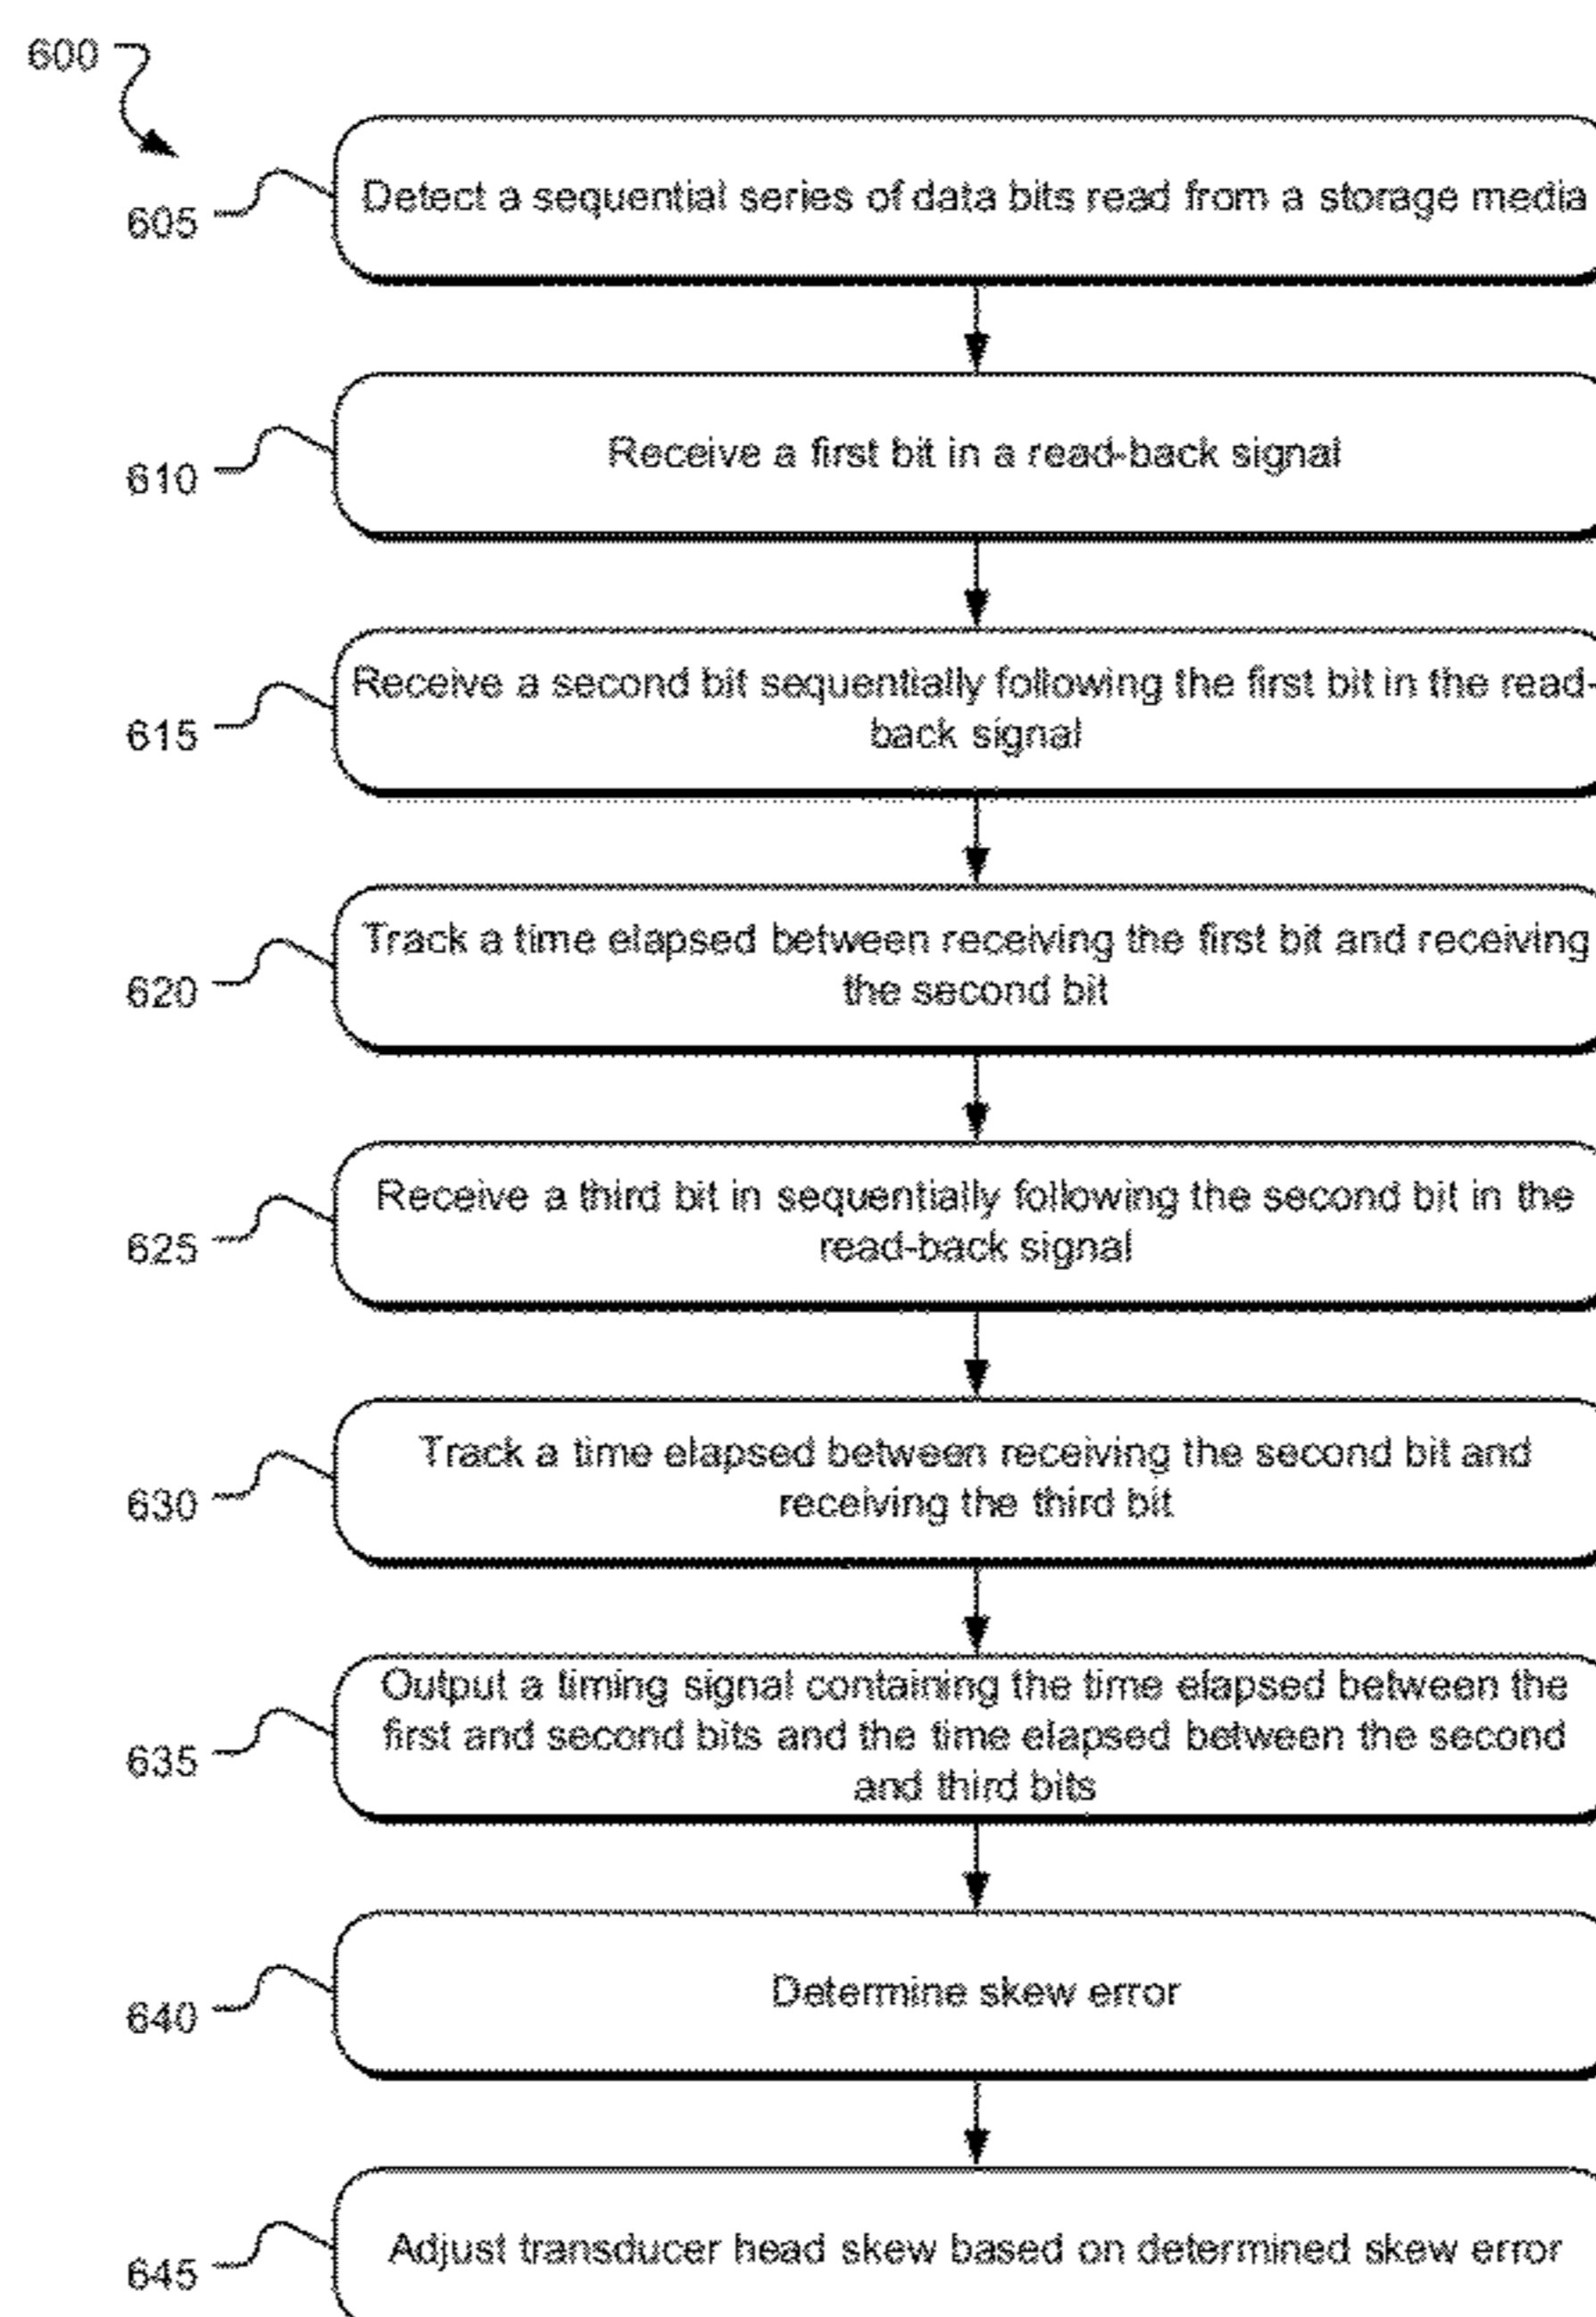 600
605
Detect a sequential series of data bits read from a storage media
610
Receive a first bit in a read-back signal
615
Receive a second bit sequentially following the first bit in the read-
back signal
620
Track a time elapsed between receiving the first bit and receiving
the second bit
625
Receive a third bit in sequentially following the second bit in the
read-back signal
630
Track a time elapsed between receiving the second bit and
receiving the third bit
635
Output a timing signal containing the time elapsed between the
first and second bits and the time elapsed between the second
and third bits
640
Determine skew error
645
Adjust transducer head skew based on determined skew error